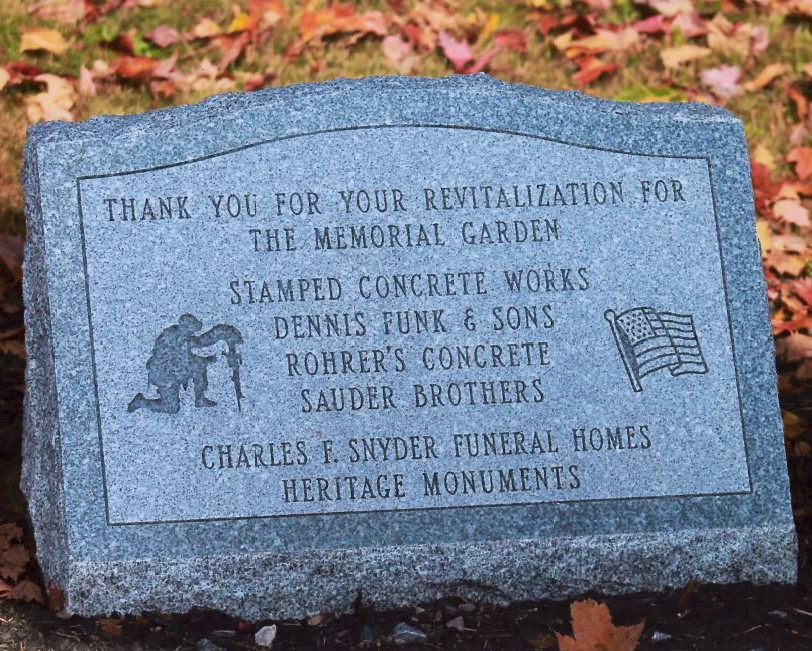 THANK YOU FOR YOUR REVITALIZATION FOR
THE MEMORIAL GARDEN
STAMPED CONCRETE WORKS
DENNIS FUNK & SONS
ROHRER'S CONCRETE
SAUDER BROTHERS
CHARLES F. SNYDER FUNERAL HOMES
HERITAGE MONUMENTS